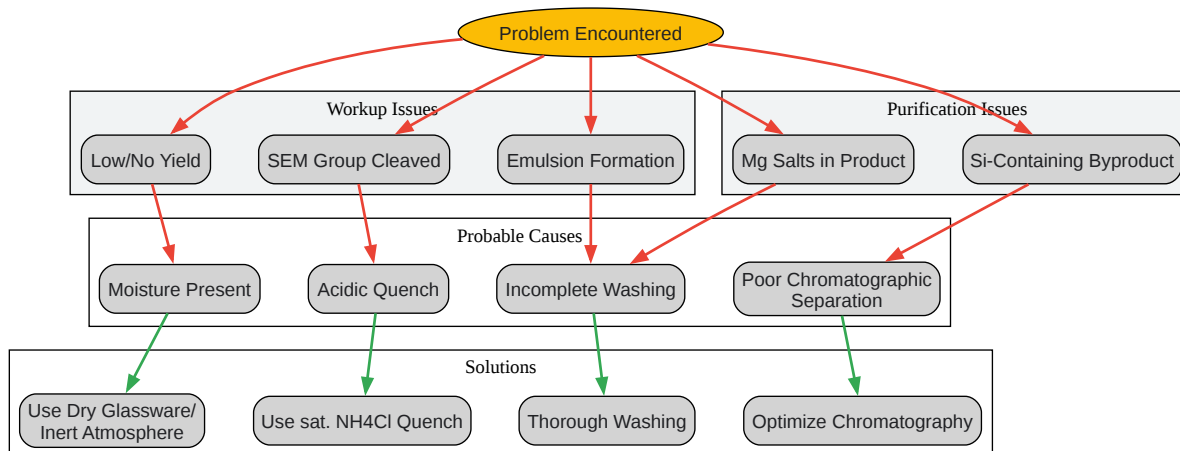 Problem Encountered
Workup Issues
Purification Issues
Low/No Yield
SEM Group Cleaved
Emulsion Formation
Mg Salts in Product
Si-Containing Byproduct
Probable Causes
Moisture Present
Acidic Quench
Incomplete Washing
Poor Chromatographic
Separation
Solutions
Use Dry Glassware/
Inert Atmosphere
Use sat. NH4Cl Quench
Thorough Washing
Optimize Chromatography